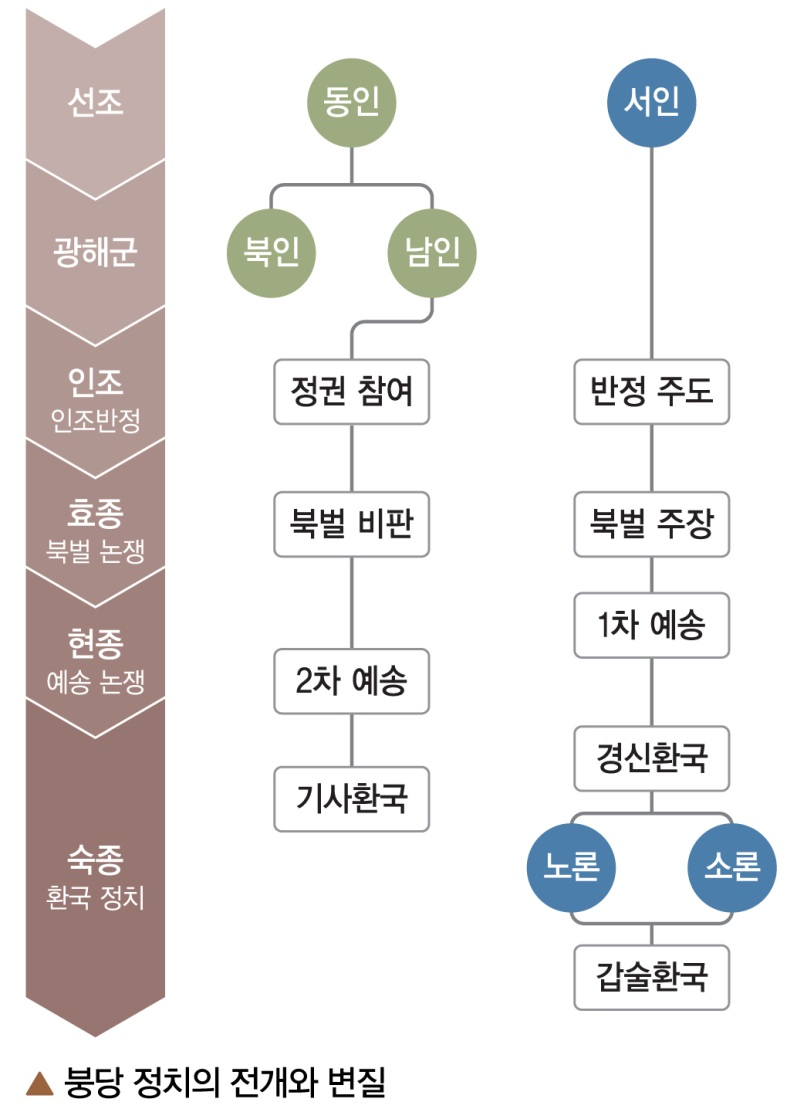 선조
동인
서인
광해군
북인
남인
인조
인조반정
정권 참여
반정 주도
효종
북벌 논쟁
북벌 비판
북벌 주장
현종
예송 논쟁
1차 예송
2차 예송
경신환국
기사환국
숙종
환국 정치
노론
소론
갑술환국
▲ 붕당 정치의 전개와 변질